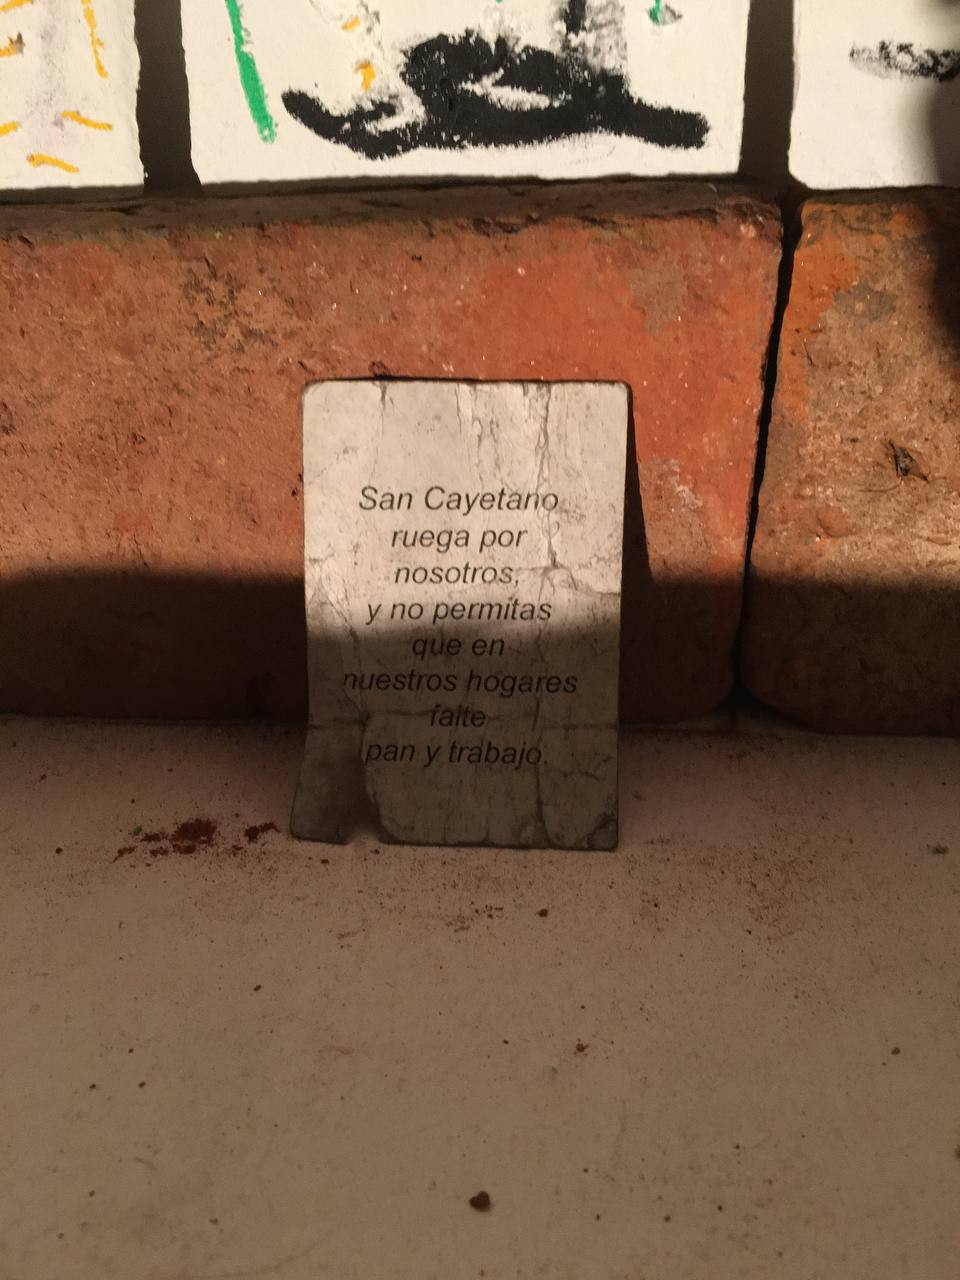 San Cayetano
ruega por
nosotros,
y no permitas
que en
nuestros hogares
falte
pan y trabajo.